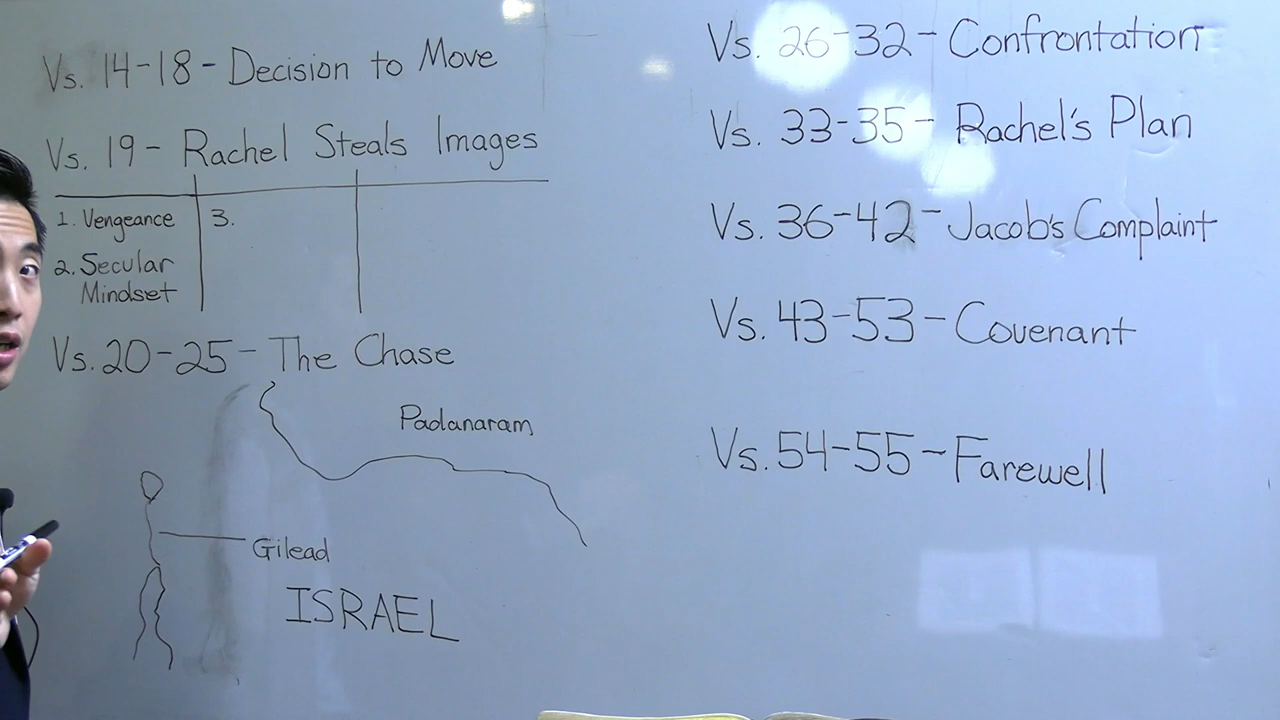 Vs. 14-18- Decision to Move
Vs. 19- Rachel Steals Images
1. Vengeance
2. Secular
Mindset
3.
Vs. 20-25- The Chase
Padanaram
Gilead
ISRAEL
Vs. 26-32- Confrontation
Vs. 33-35- Rachel's Plan
Vs. 36-42- Jacob's Complaint
Vs. 43-53- Covenant
Vs. 54-55- Farewell